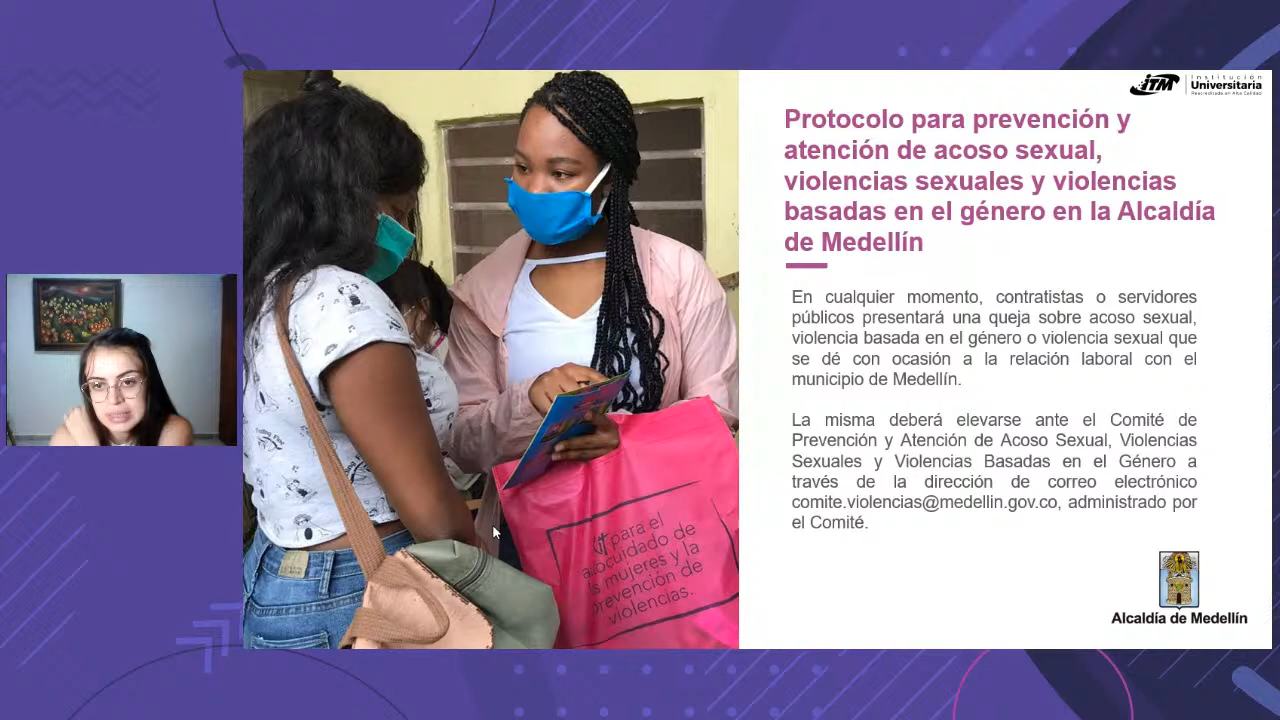 iTM
Institución
Universitaria
Reacreditada en Alta Calidad
Protocolo para prevención y
atención de acoso sexual,
violencias sexuales y violencias
basadas en el género en la Alcaldía
de Medellín
En cualquier momento, contratistas o servidores
públicos presentará una queja sobre acoso sexual,
violencia basada en el género o violencia sexual que
se dé con ocasión a la relación laboral con el
municipio de Medellín.
La misma deberá elevarse ante el Comité de
Prevención y Atención de Acoso Sexual, Violencias
Sexuales y Violencias Basadas en el Género a
través de la dirección de correo electrónico
comite.violencias@medellin.gov.co, administrado por
el Comité.
Alcaldía de Medellín
Kit para el
autocuidado de
las mujeres y la
prevención de
violencias.